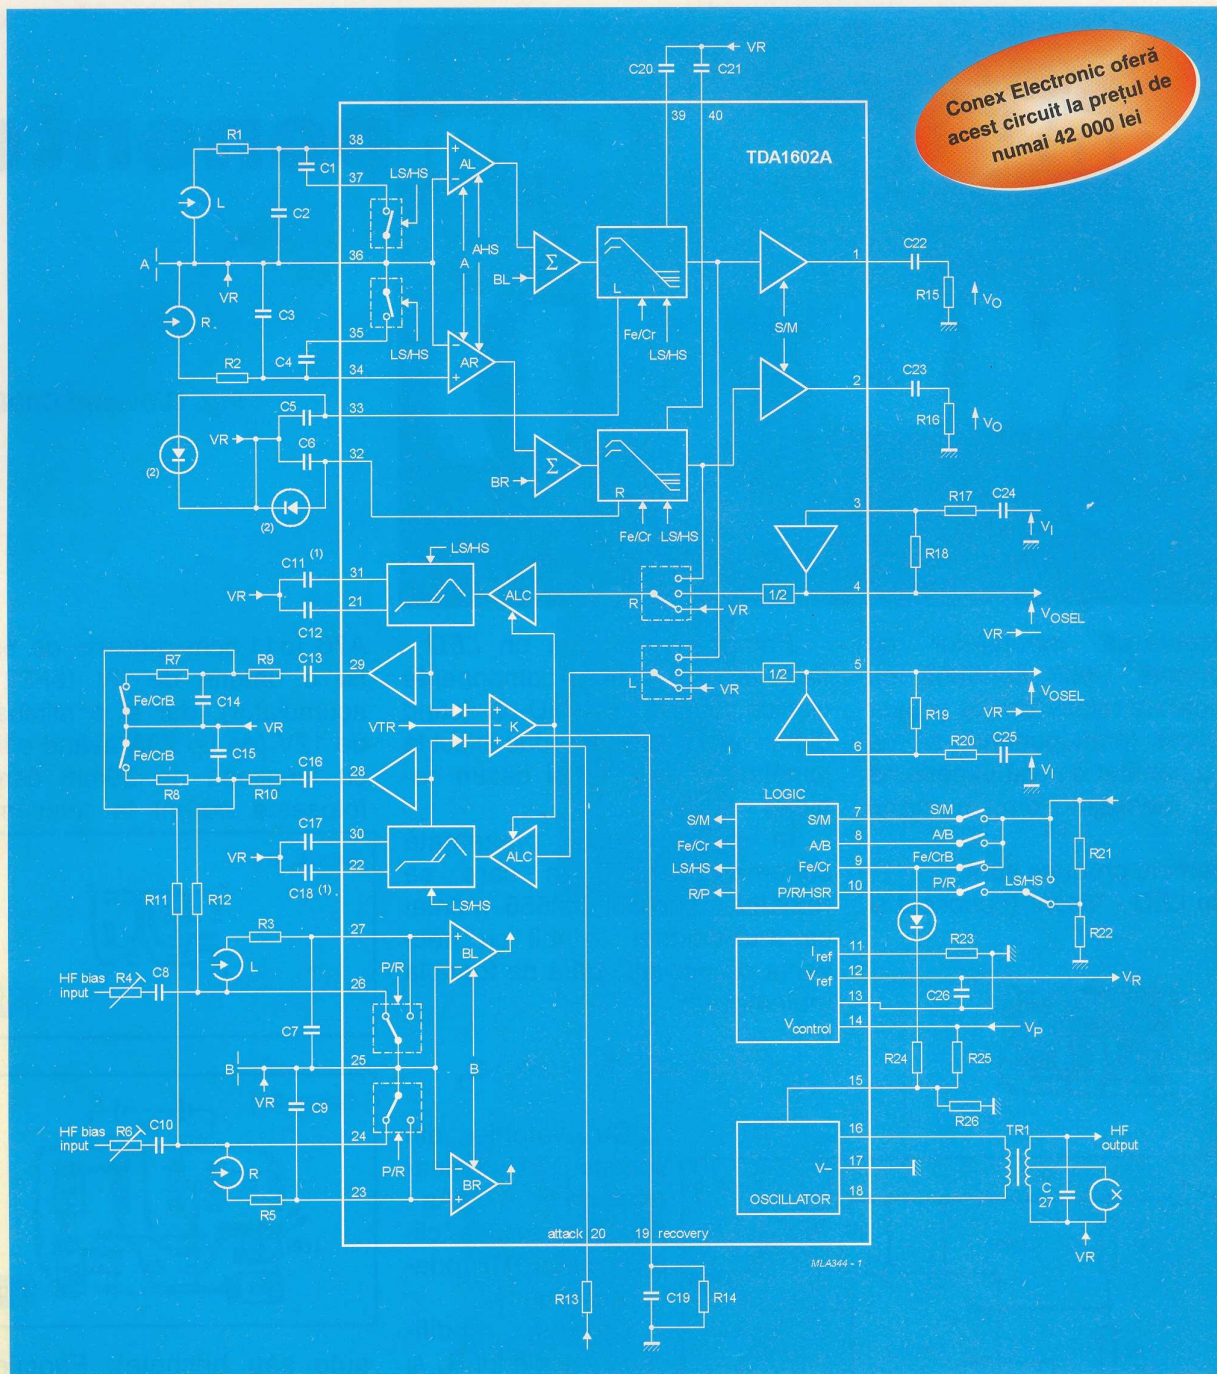 Conex Electronic oferă
acest circuit la prețul de
numai 42 000 lei
VR
C20
C21
39
40
TDA1602A
R1
38
C1
37
LS/HS
AL
L
C2
A
36
VR
A
AHS
Σ
BL
L
Fe/Cr
LS/HS
1
C22
R15
VO
S/M
R
C3
35
LS/HS
C4
R2
34
AR
2
C23
R16
VO
C5
33
VR
C6
32
(2)
(2)
Σ
BR
R
Fe/Cr
LS/HS
3
R17
C24
VI
R18
C11 (1)
31
LS/HS
VR
21
C12
ALC
R
VR
1/2
4
VOSEL
VR
R7
R9
C13
29
Fe/CrB
C14
VR
VTR
K
L
VR
1/2
5
VOSEL
VR
R19
Fe/CrB
C15
C16
28
R8
R10
6
R20
C25
VI
C17
30
VR
22
C18 (1)
LS/HS
ALC
LOGIC
S/M
S/M
7
S/M
Fe/Cr
A/B
8
A/B
R21
LS/HS
Fe/Cr
9
Fe/CrB
R/P
P/R/HSR
10
P/R
LS/HS
R22
R11
R12
R3
27
BL
L
HF bias
input
R4
C8
26
P/R
C7
B
25
VR
B
C9
HF bias
input
R6
C10
24
P/R
R
R5
23
BR
Iref
11
R23
Vref
12
VR
13
C26
Vcontrol
14
VP
R24
R25
15
R26
16
TR1
HF
output
V–
17
OSCILLATOR
18
C
27
VR
attack 20
19 recovery
MLA344 - 1
R13
C19
R14